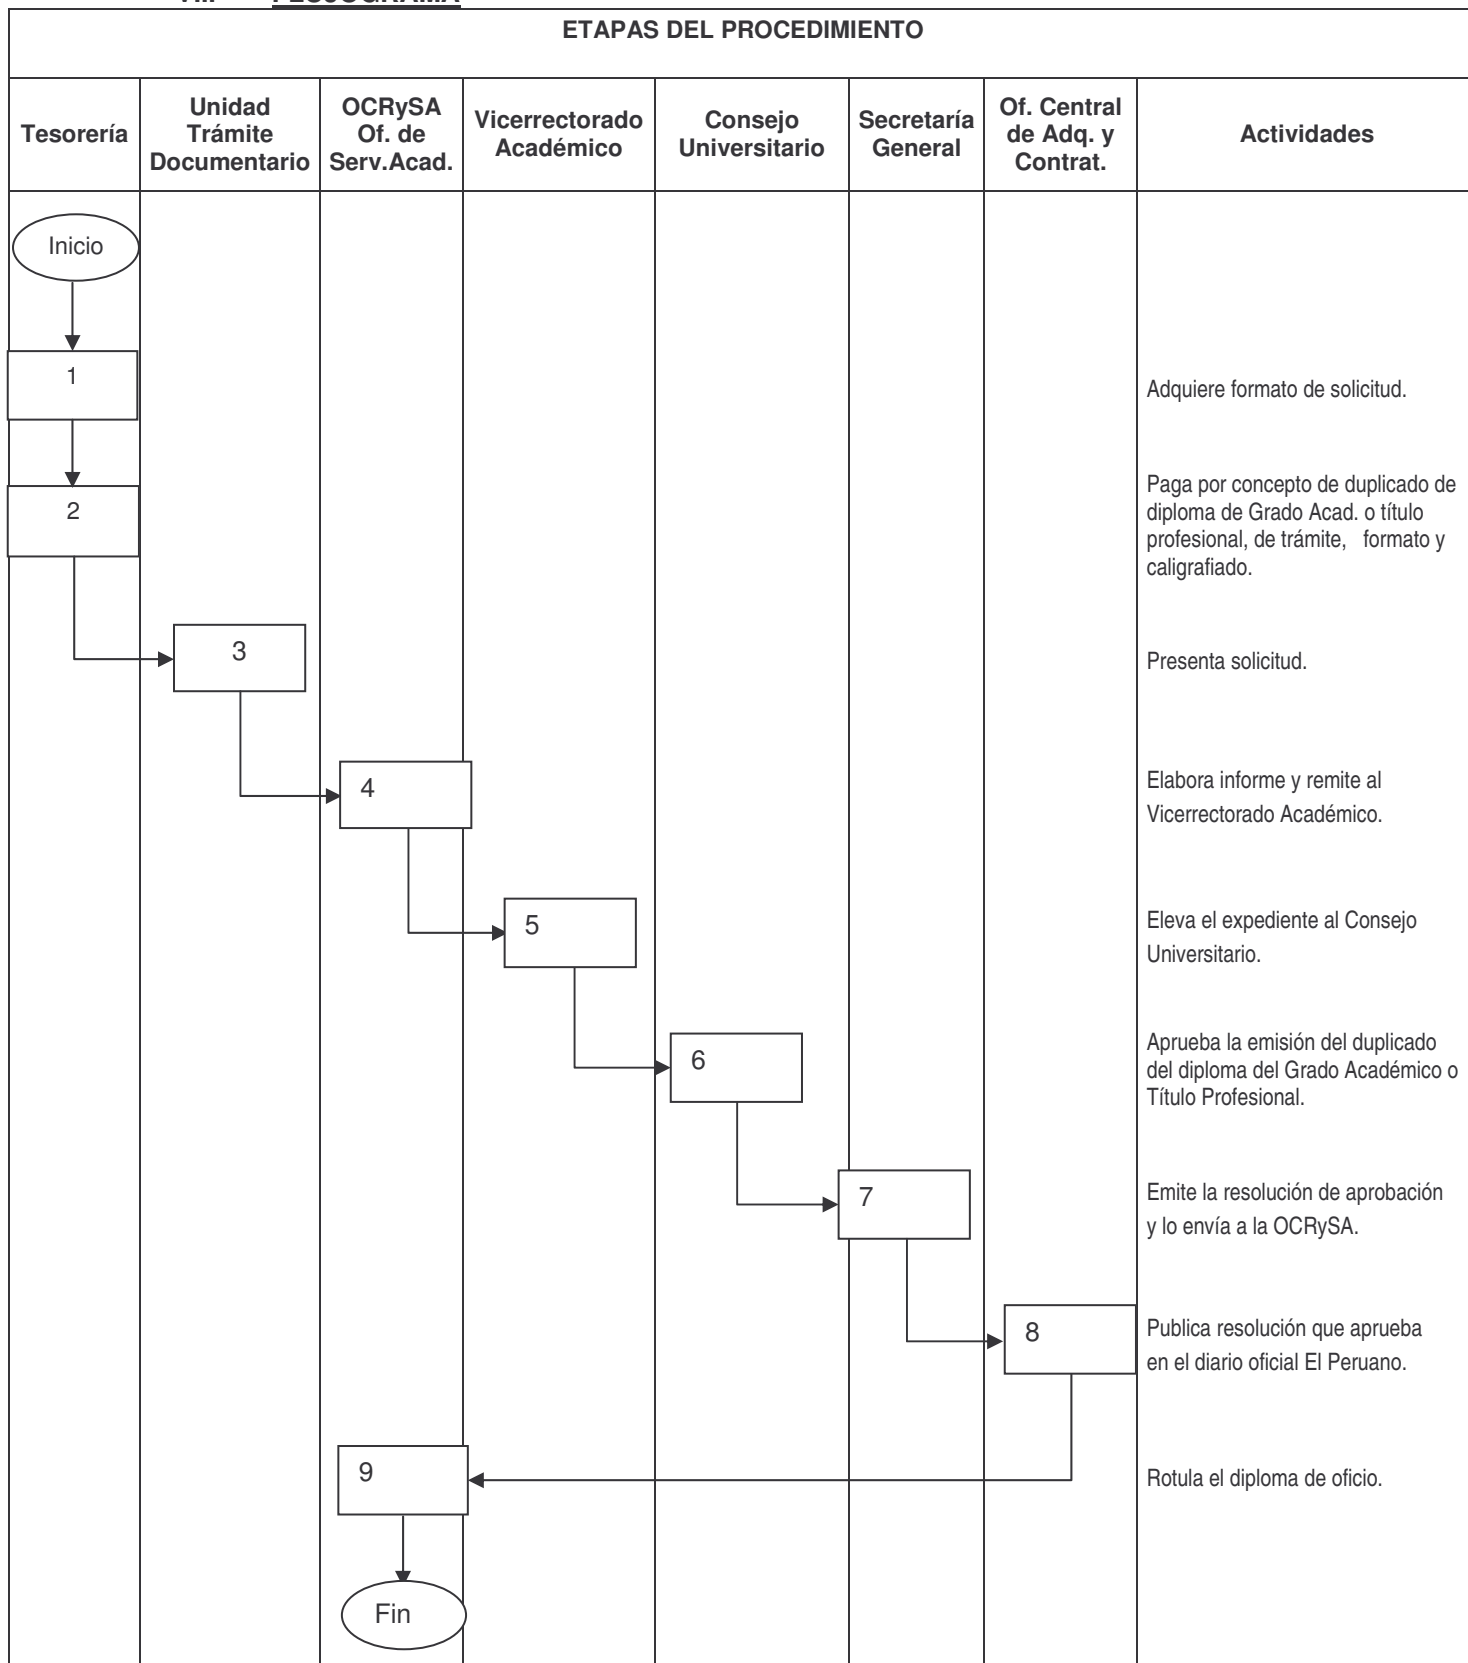 ETAPAS DEL PROCEDIMIENTO
Tesorería
Unidad
Trámite
Documentario
OCRySA
Of. de
Serv.Acad.
Vicerrectorado
Académico
Consejo
Universitario
Secretaría
General
Of. Central
de Adq. y
Contrat.
Actividades
Inicio
1
Adquiere formato de solicitud.
2
Paga por concepto de duplicado de
diploma de Grado Acad. o título
profesional, de trámite, formato y
caligrafiado.
3
Presenta solicitud.
4
Elabora informe y remite al
Vicerrectorado Académico.
5
Eleva el expediente al Consejo
Universitario.
6
Aprueba la emisión del duplicado
del diploma del Grado Académico o
Título Profesional.
7
Emite la resolución de aprobación
y lo envía a la OCRySA.
8
Publica resolución que aprueba
en el diario oficial El Peruano.
9
Rotula el diploma de oficio.
Fin